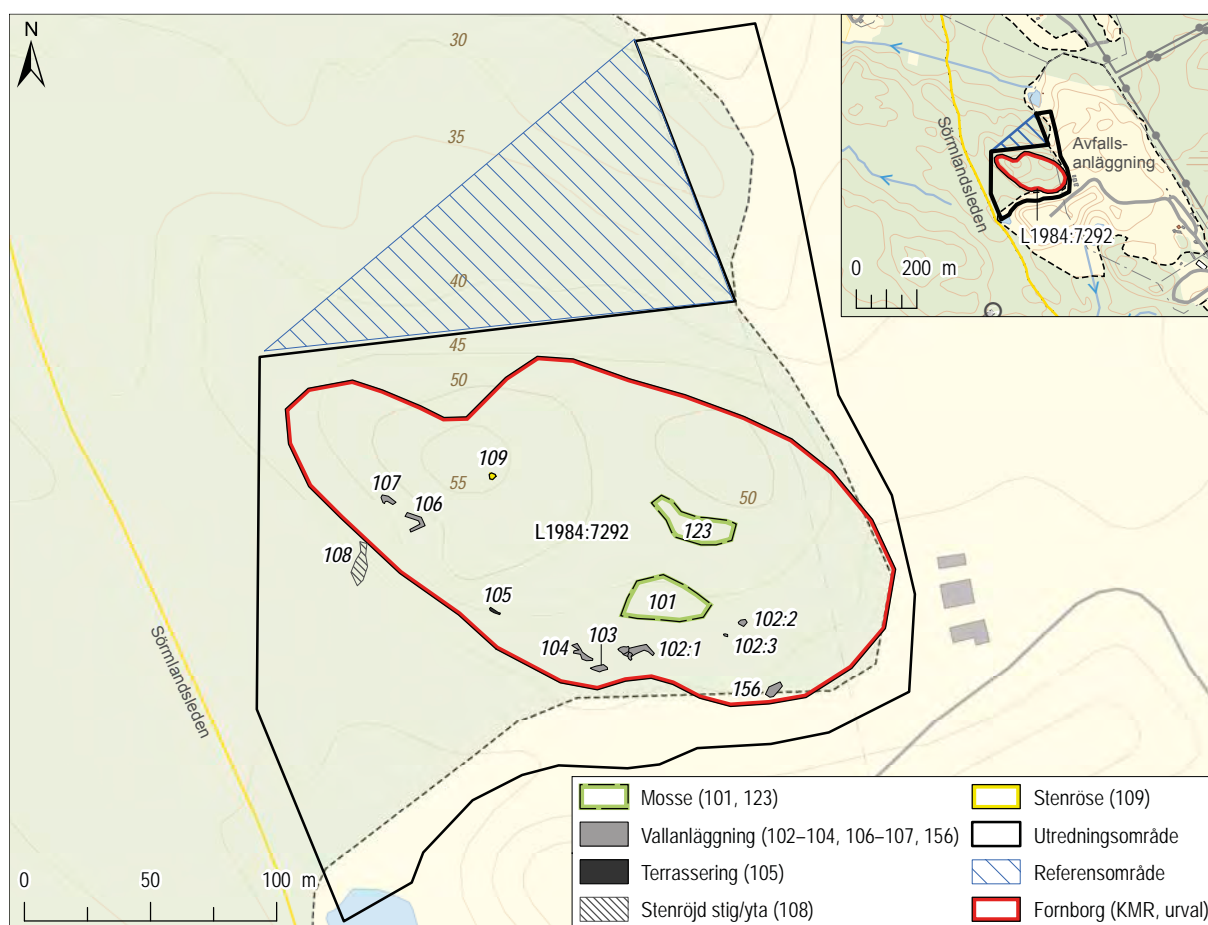 N
30
35
40
45
50
55
50
109
107
106
L1984:7292
123
108
105
101
104
103
102:1
102:2
102:3
156
Sörmlandsleden
0 50 100 m
Sörmlandsleden
Avfalls-
anläggning
L1984:7292
0 200 m
Mosse (101, 123)
Vallanläggning (102–104, 106–107, 156)
Terrassering (105)
Stenröjd stig/yta (108)
Stenröse (109)
Utredningsområde
Referensområde
Fornborg (KMR, urval)